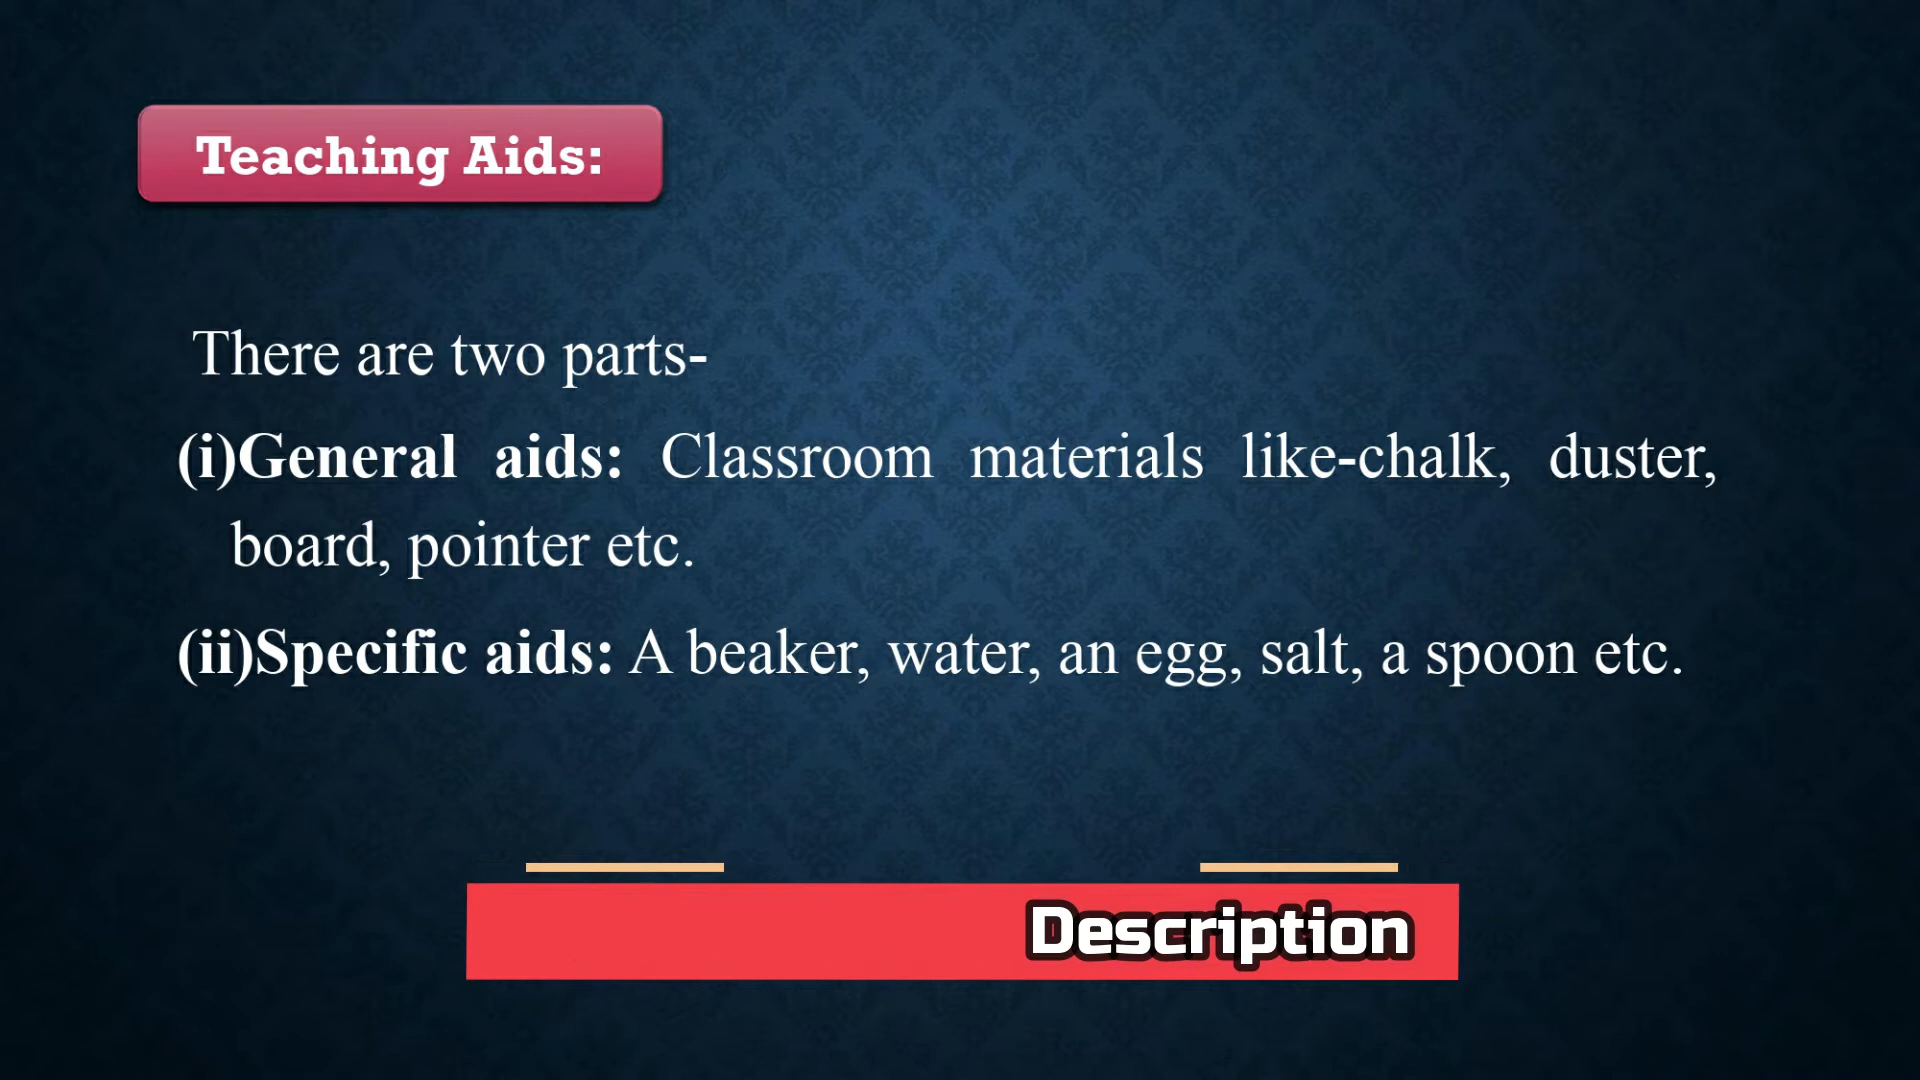 Teaching Aids:
There are two parts-
(i)General aids: Classroom materials like-chalk, duster,
board, pointer etc.
(ii)Specific aids: A beaker, water, an egg, salt, a spoon etc.
Description